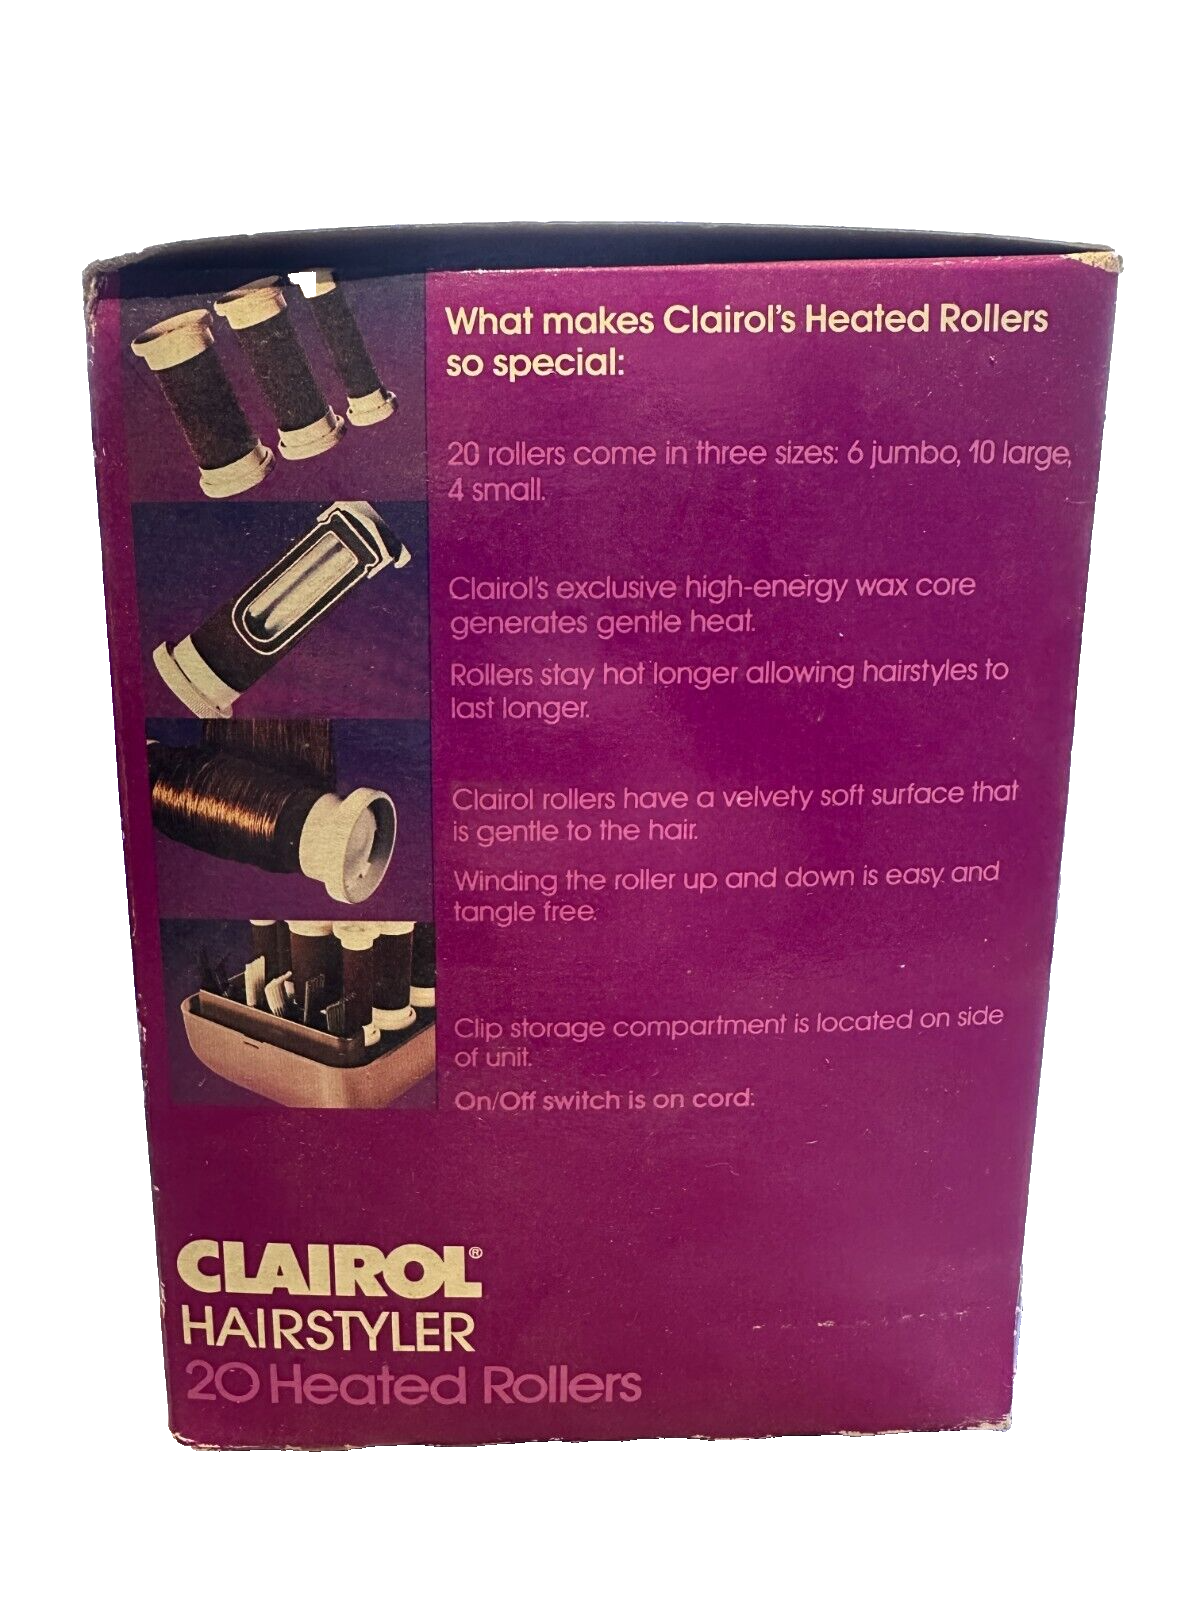 What makes Clairol's Heated Rollers
so special:
20 rollers come in three sizes: 6 jumbo, 10 large,
4 small.
Clairol's exclusive high-energy wax core
generates gentle heat.
Rollers stay hot longer allowing hairstyles to
last longer.
Clairol rollers have a velvety soft surface that
is gentle to the hair.
Winding the roller up and down is easy and
tangle free.
Clip storage compartment is located on side
of unit.
On/Off switch is on cord.
CLAIROL®
HAIRSTYLER
20 Heated Rollers